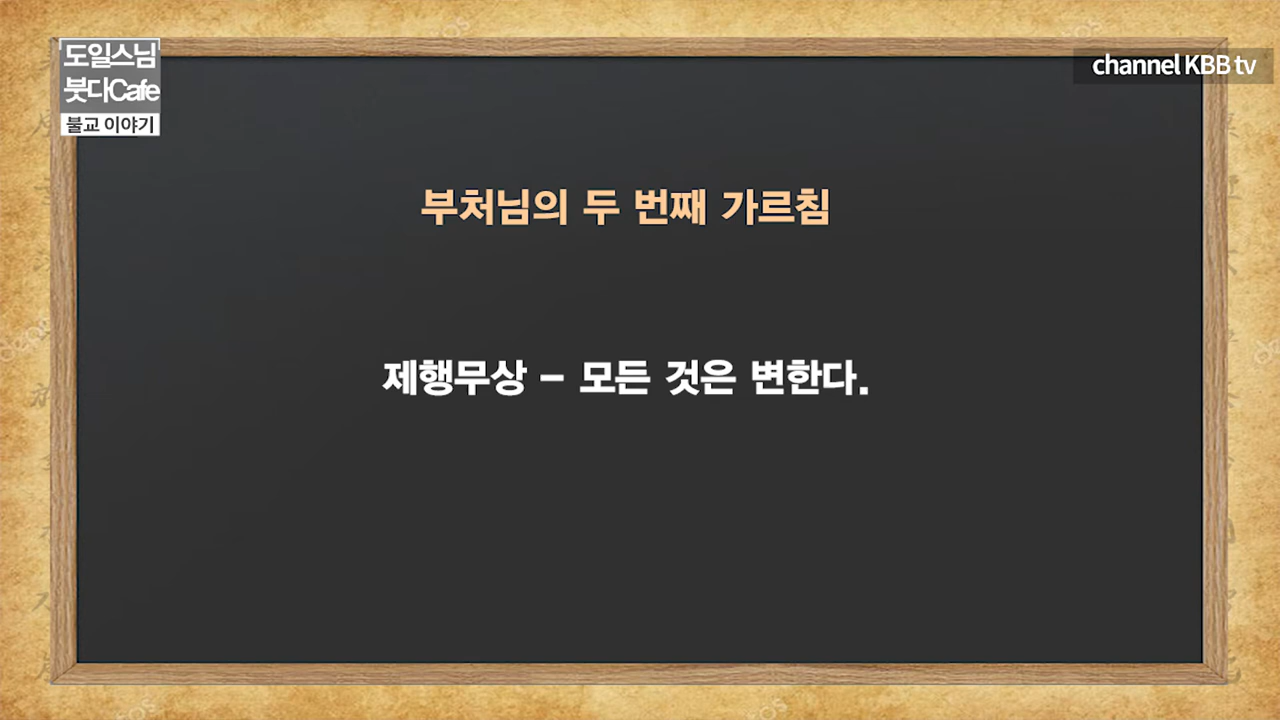 도일스님
붓다Cafe
불교 이야기
channel KBB tv
부처님의 두 번째 가르침
제행무상 – 모든 것은 변한다.